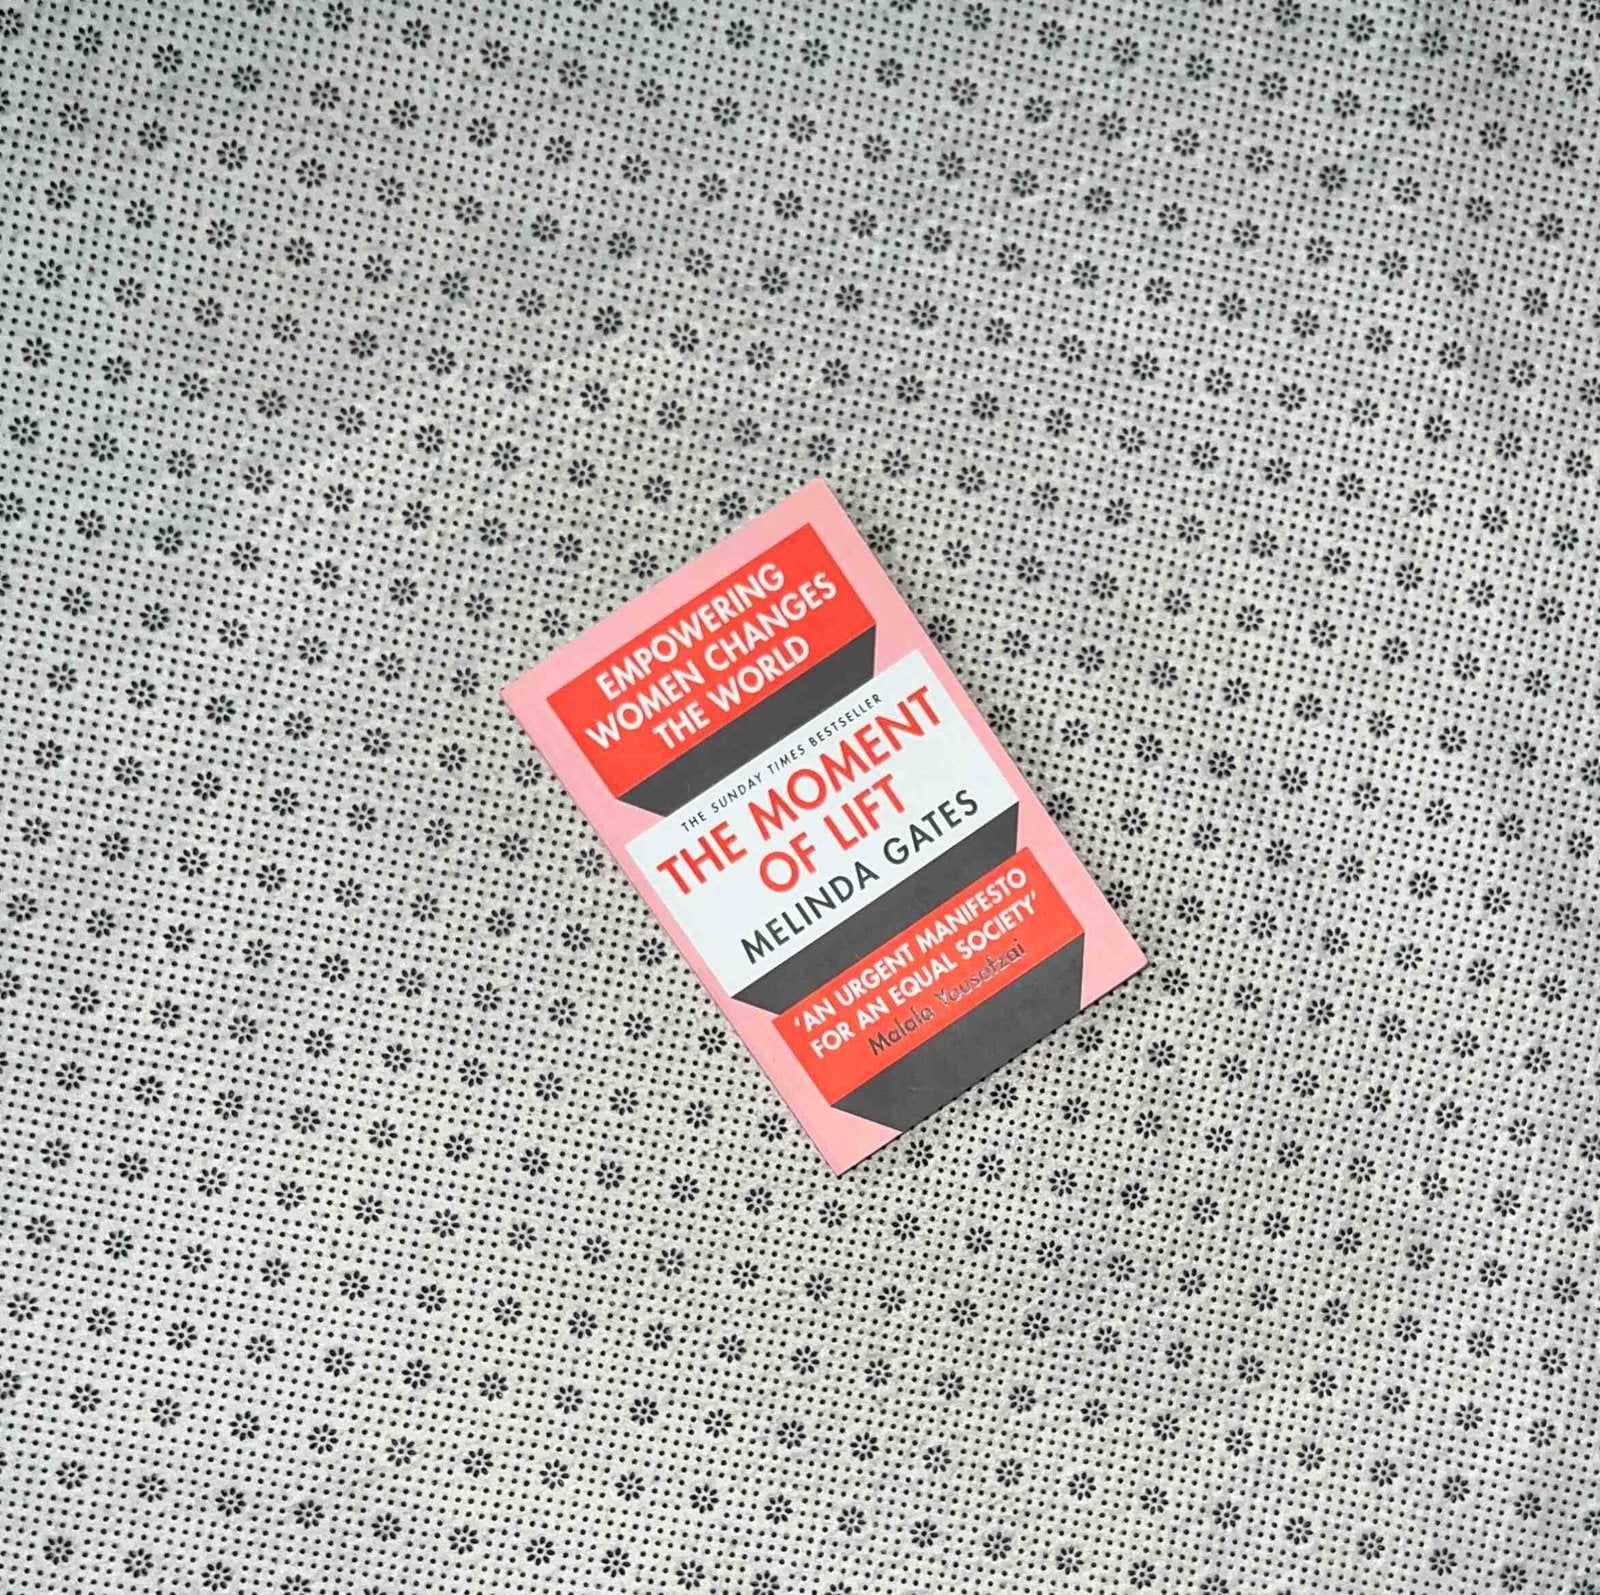 EMPOWERING
WOMEN CHANGES
THE WORLD
THE SUNDAY TIMES BESTSELLER
THE MOMENT
OF LIFT
MELINDA GATES
‘AN URGENT MANIFESTO
FOR AN EQUAL SOCIETY’
Malala Yousafzai